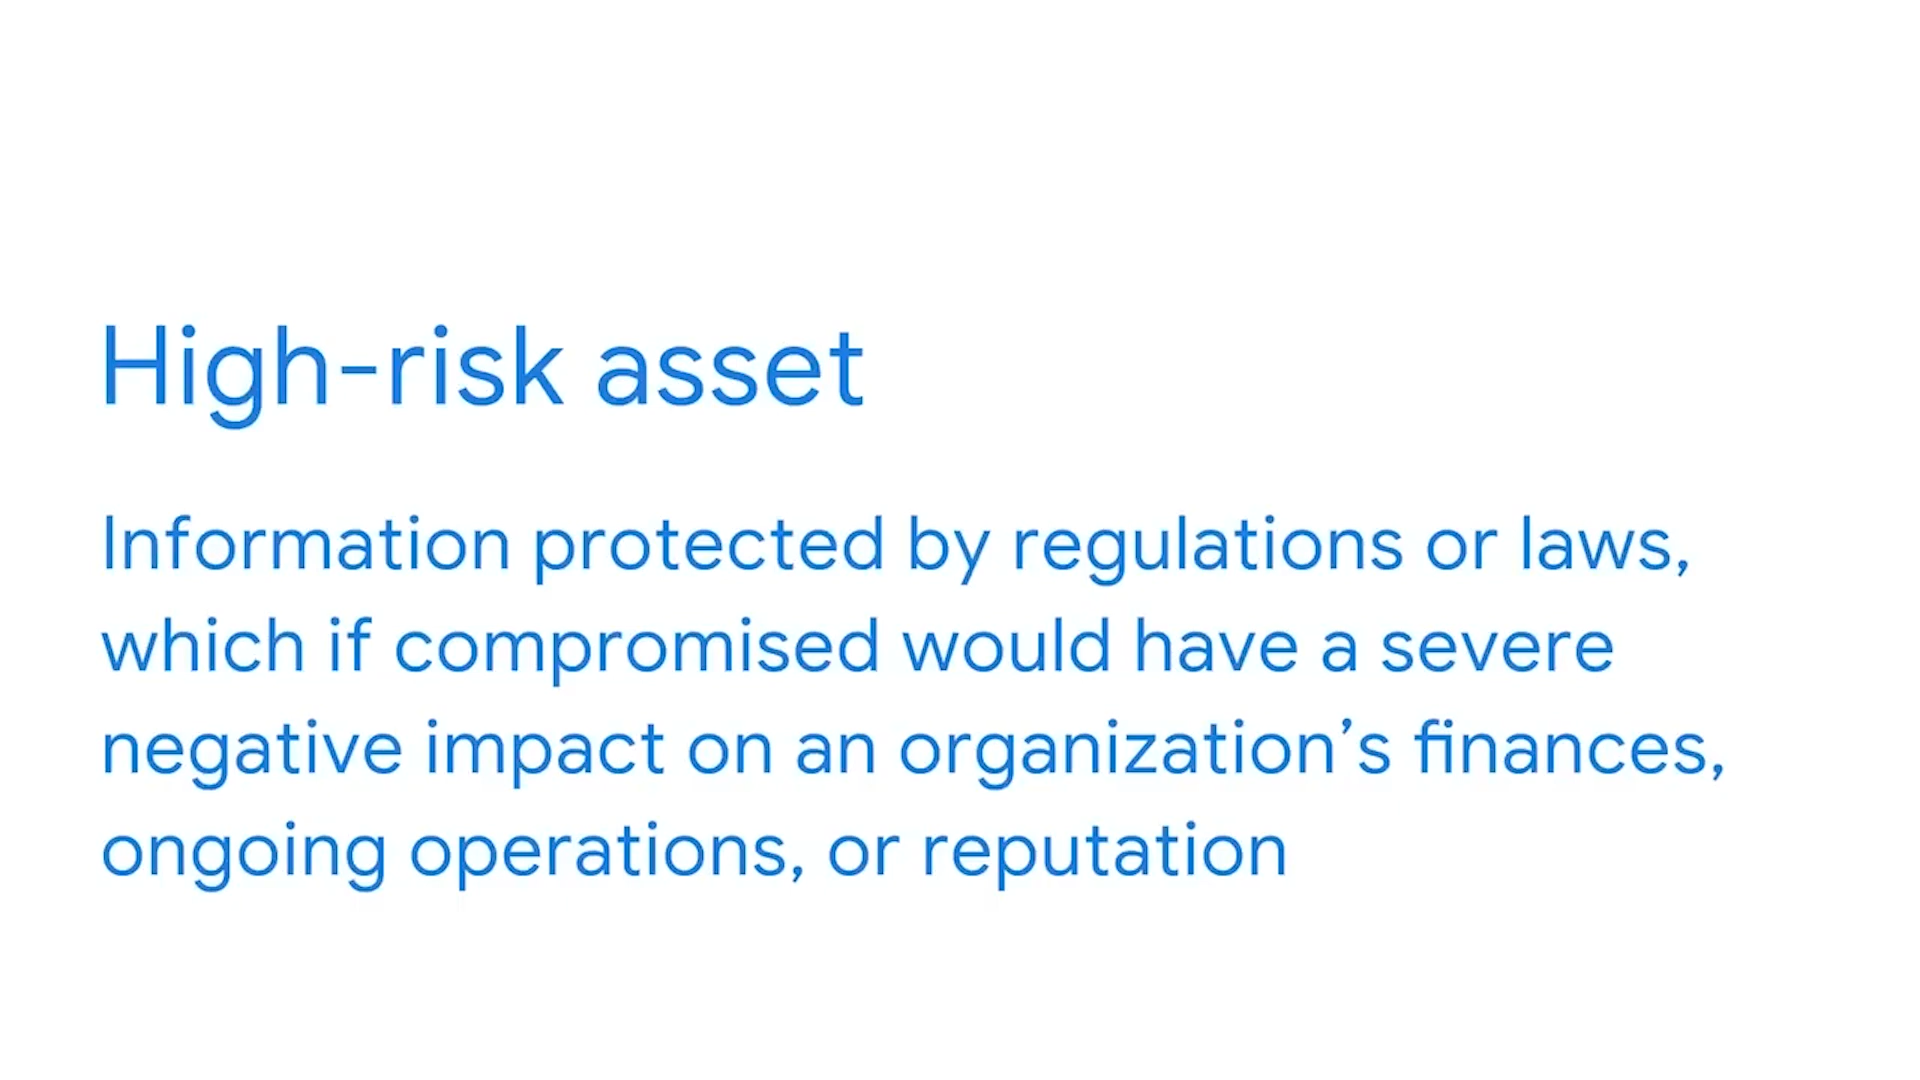 High-risk asset
Information protected by regulations or laws,
which if compromised would have a severe
negative impact on an organization’s finances,
ongoing operations, or reputation